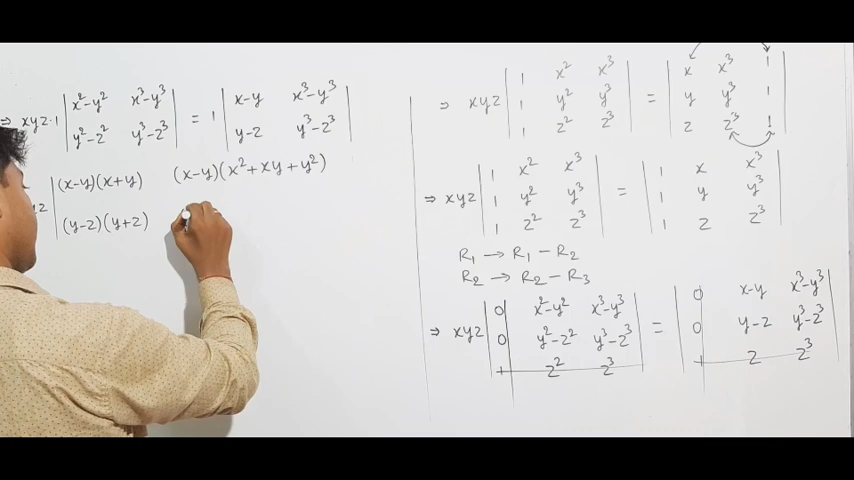 ⇒ xyz·1 | x²-y² x³-y³ | = 1 | x-y x³-y³ |
| y²-z² y³-z³ | | y-z y³-z³ |
z | (x-y)(x+y) (x-y)(x²+xy+y²)
| (y-z)(y+z)
⇒ xyz | 1 x² x³ | = | x x³ 1 |
| 1 y² y³ | | y y³ 1 |
| 1 z² z³ | | z z³ 1 |
⇒ xyz | 1 x² x³ | = | 1 x x³ |
| 1 y² y³ | | 1 y y³ |
| 1 z² z³ | | 1 z z³ |
R₁ → R₁ - R₂
R₂ → R₂ - R₃
⇒ xyz | 0 x²-y² x³-y³ | = | 0 x-y x³-y³ |
| 0 y²-z² y³-z³ | | 0 y-z y³-z³ |
| 1 z² z³ | | 1 z z³ |